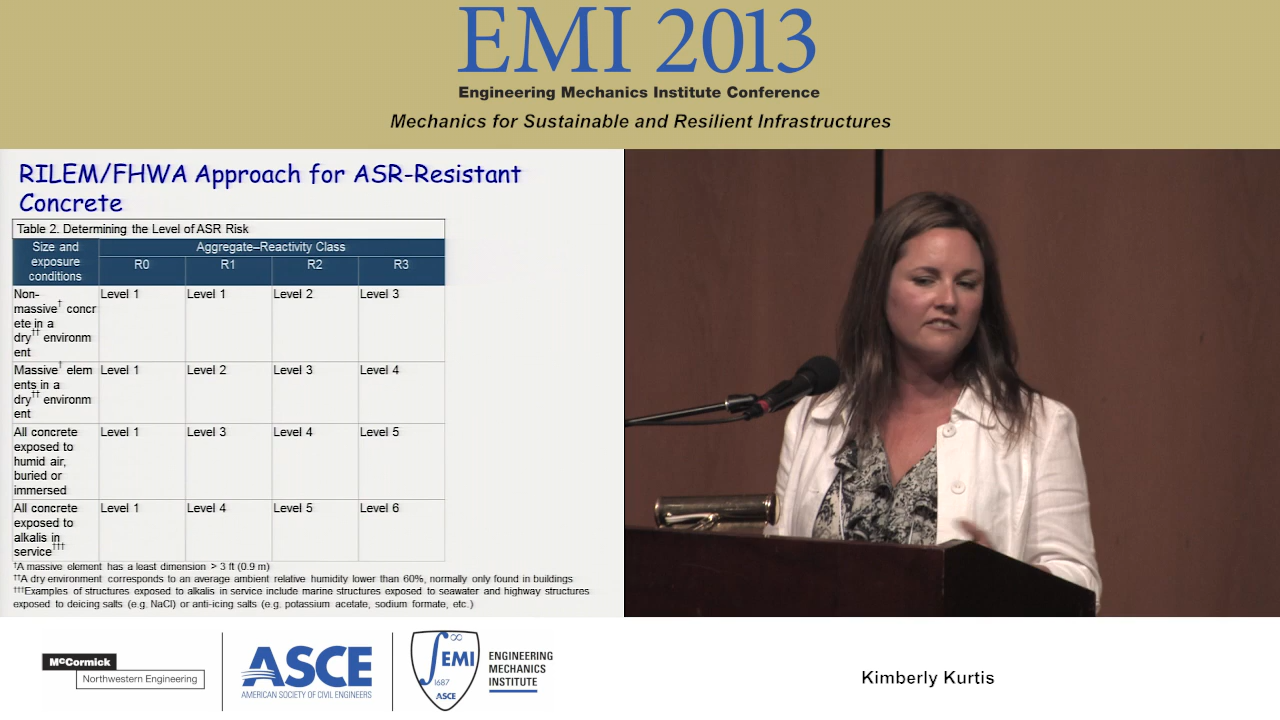 EMI 2013
Engineering Mechanics Institute Conference
Mechanics for Sustainable and Resilient Infrastructures
RILEM/FHWA Approach for ASR-Resistant
Concrete
Table 2. Determining the Level of ASR Risk
Size and
exposure
conditions
Aggregate–Reactivity Class
R0 R1 R2 R3
Non-
massive† concr
ete in a
dry†† environm
ent
Level 1 Level 1 Level 2 Level 3
Massive† elem
ents in a
dry†† environm
ent
Level 1 Level 2 Level 3 Level 4
All concrete
exposed to
humid air,
buried or
immersed
Level 1 Level 3 Level 4 Level 5
All concrete
exposed to
alkalis in
service†††
Level 1 Level 4 Level 5 Level 6
†A massive element has a least dimension > 3 ft (0.9 m)
††A dry environment corresponds to an average ambient relative humidity lower than 60%, normally only found in buildings
†††Examples of structures exposed to alkalis in service include marine structures exposed to seawater and highway structures
exposed to deicing salts (e.g. NaCl) or anti-icing salts (e.g. potassium acetate, sodium formate, etc.)
McCormick
Northwestern Engineering
ASCE
AMERICAN SOCIETY OF CIVIL ENGINEERS
∫∞
EMI
1687
ASCE
ENGINEERING
MECHANICS
INSTITUTE
Kimberly Kurtis